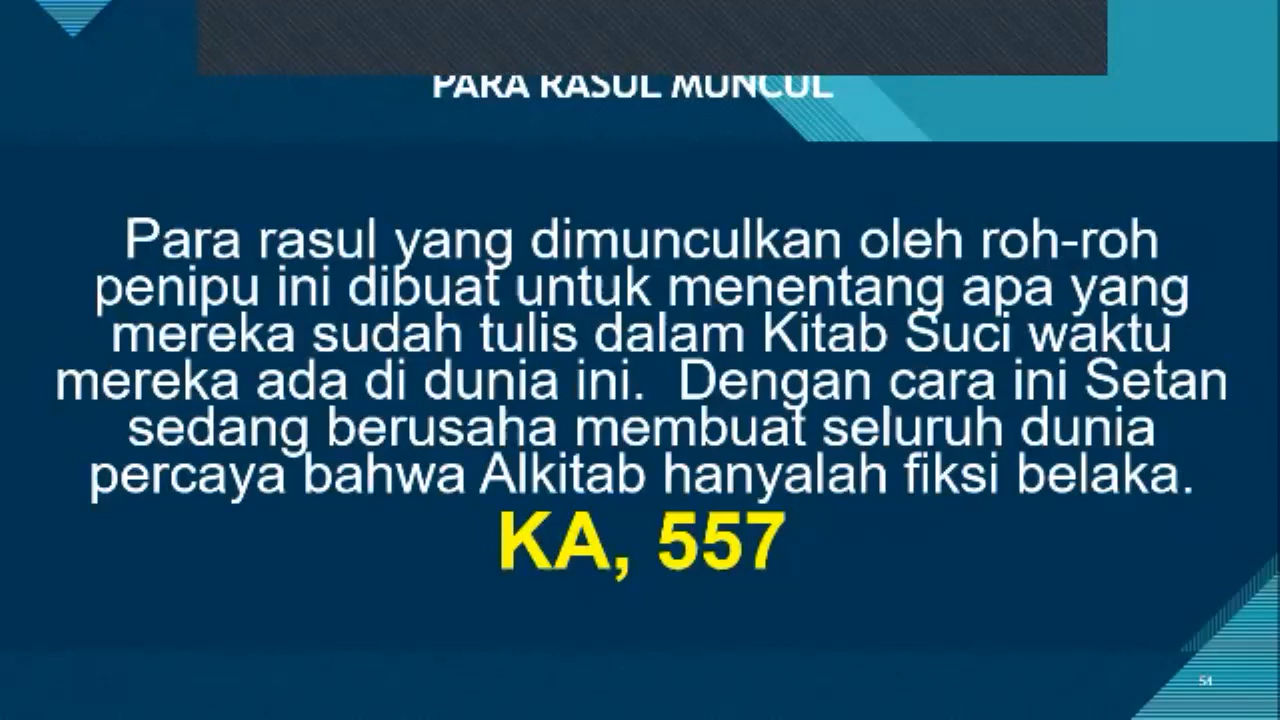 PARA RASUL MUNCUL
Para rasul yang dimunculkan oleh roh-roh
penipu ini dibuat untuk menentang apa yang
mereka sudah tulis dalam Kitab Suci waktu
mereka ada di dunia ini.  Dengan cara ini Setan
sedang berusaha membuat seluruh dunia
percaya bahwa Alkitab hanyalah fiksi belaka.
KA, 557
54